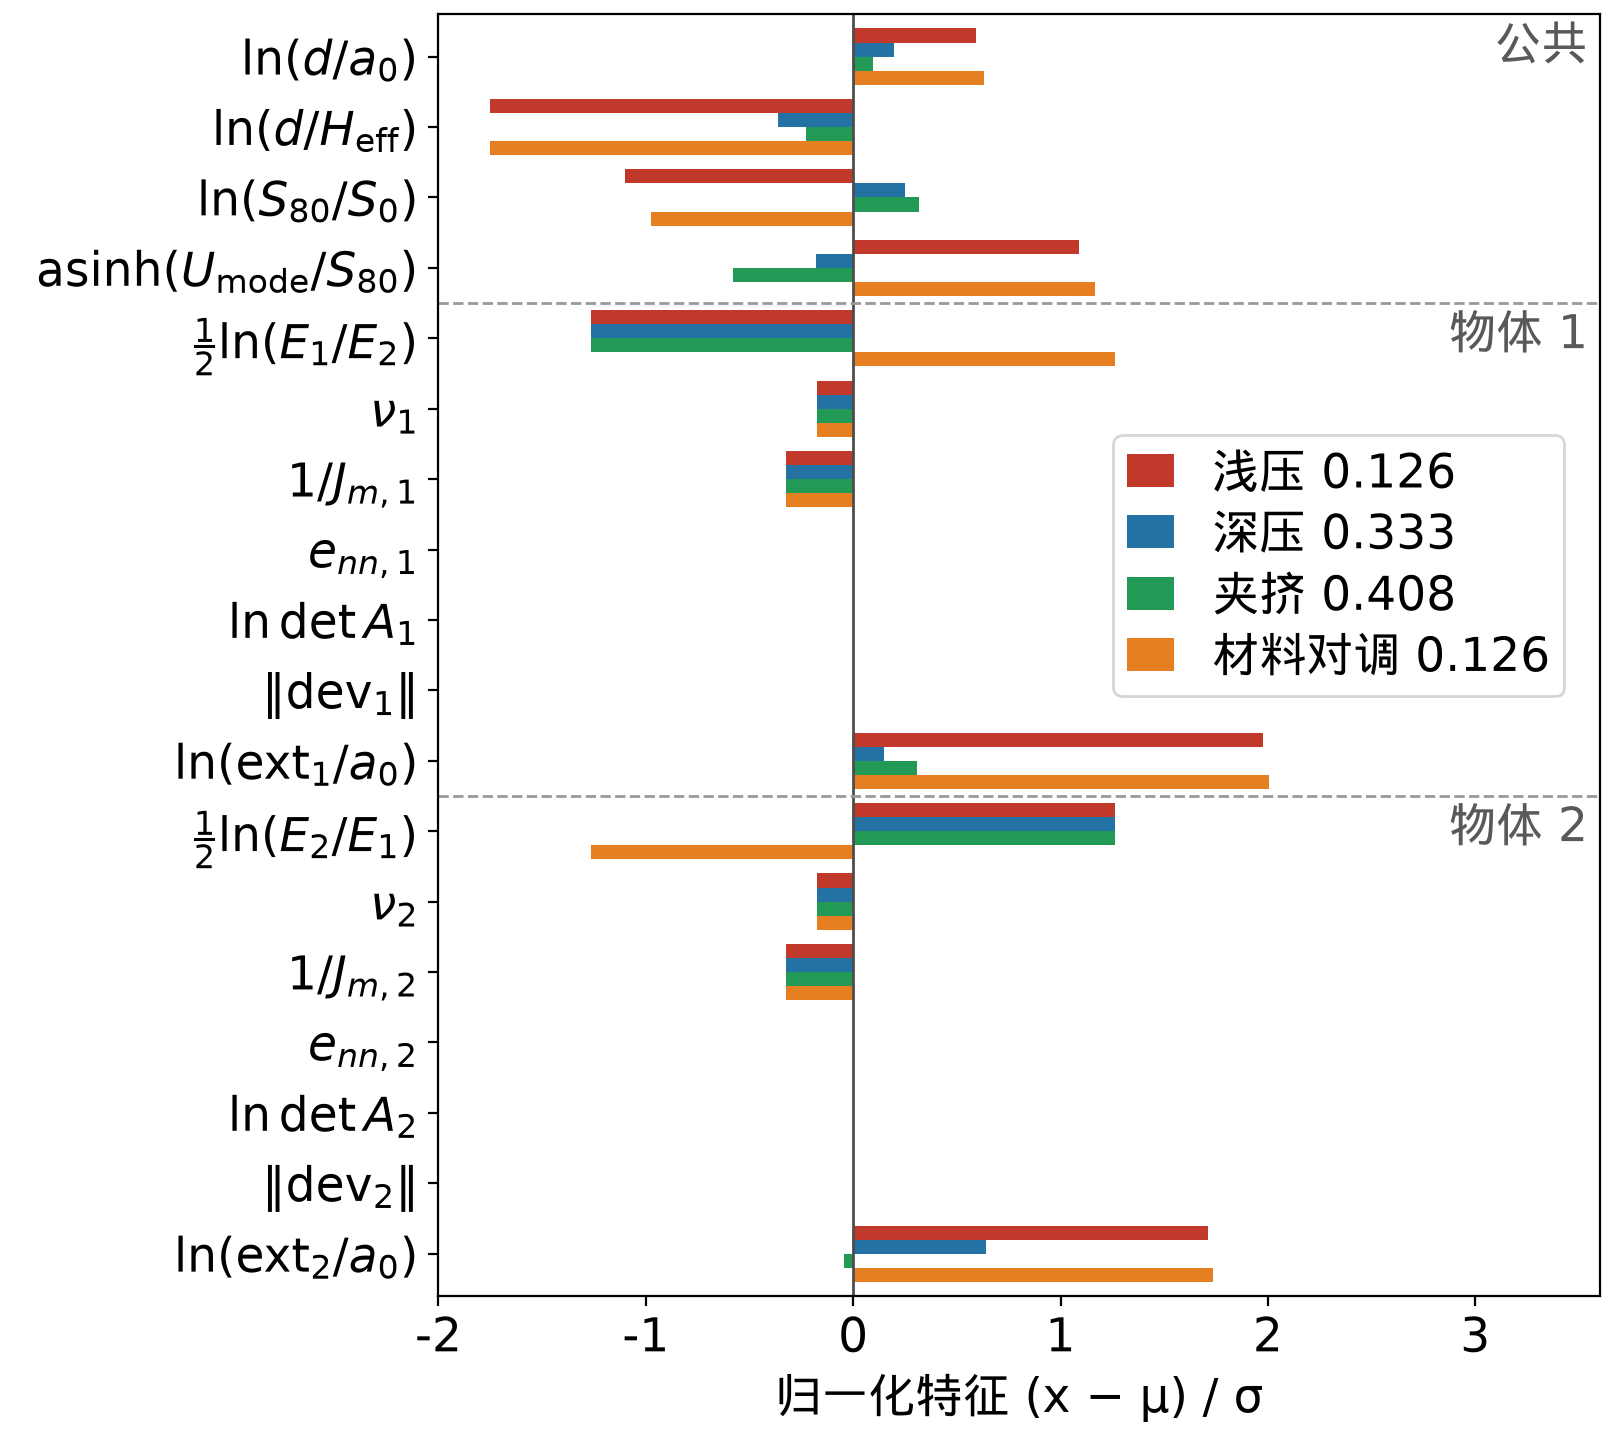 公共
ln(d/a₀)
ln(d/H_eff)
ln(S₈₀/S₀)
asinh(U_mode/S₈₀)
物体 1
½ln(E₁/E₂)
ν₁
1/J_m,1
e_nn,1
ln det A₁
‖dev₁‖
ln(ext₁/a₀)
浅压 0.126
深压 0.333
夹挤 0.408
材料对调 0.126
物体 2
½ln(E₂/E₁)
ν₂
1/J_m,2
e_nn,2
ln det A₂
‖dev₂‖
ln(ext₂/a₀)
-2 -1 0 1 2 3
归一化特征 (x − μ) / σ